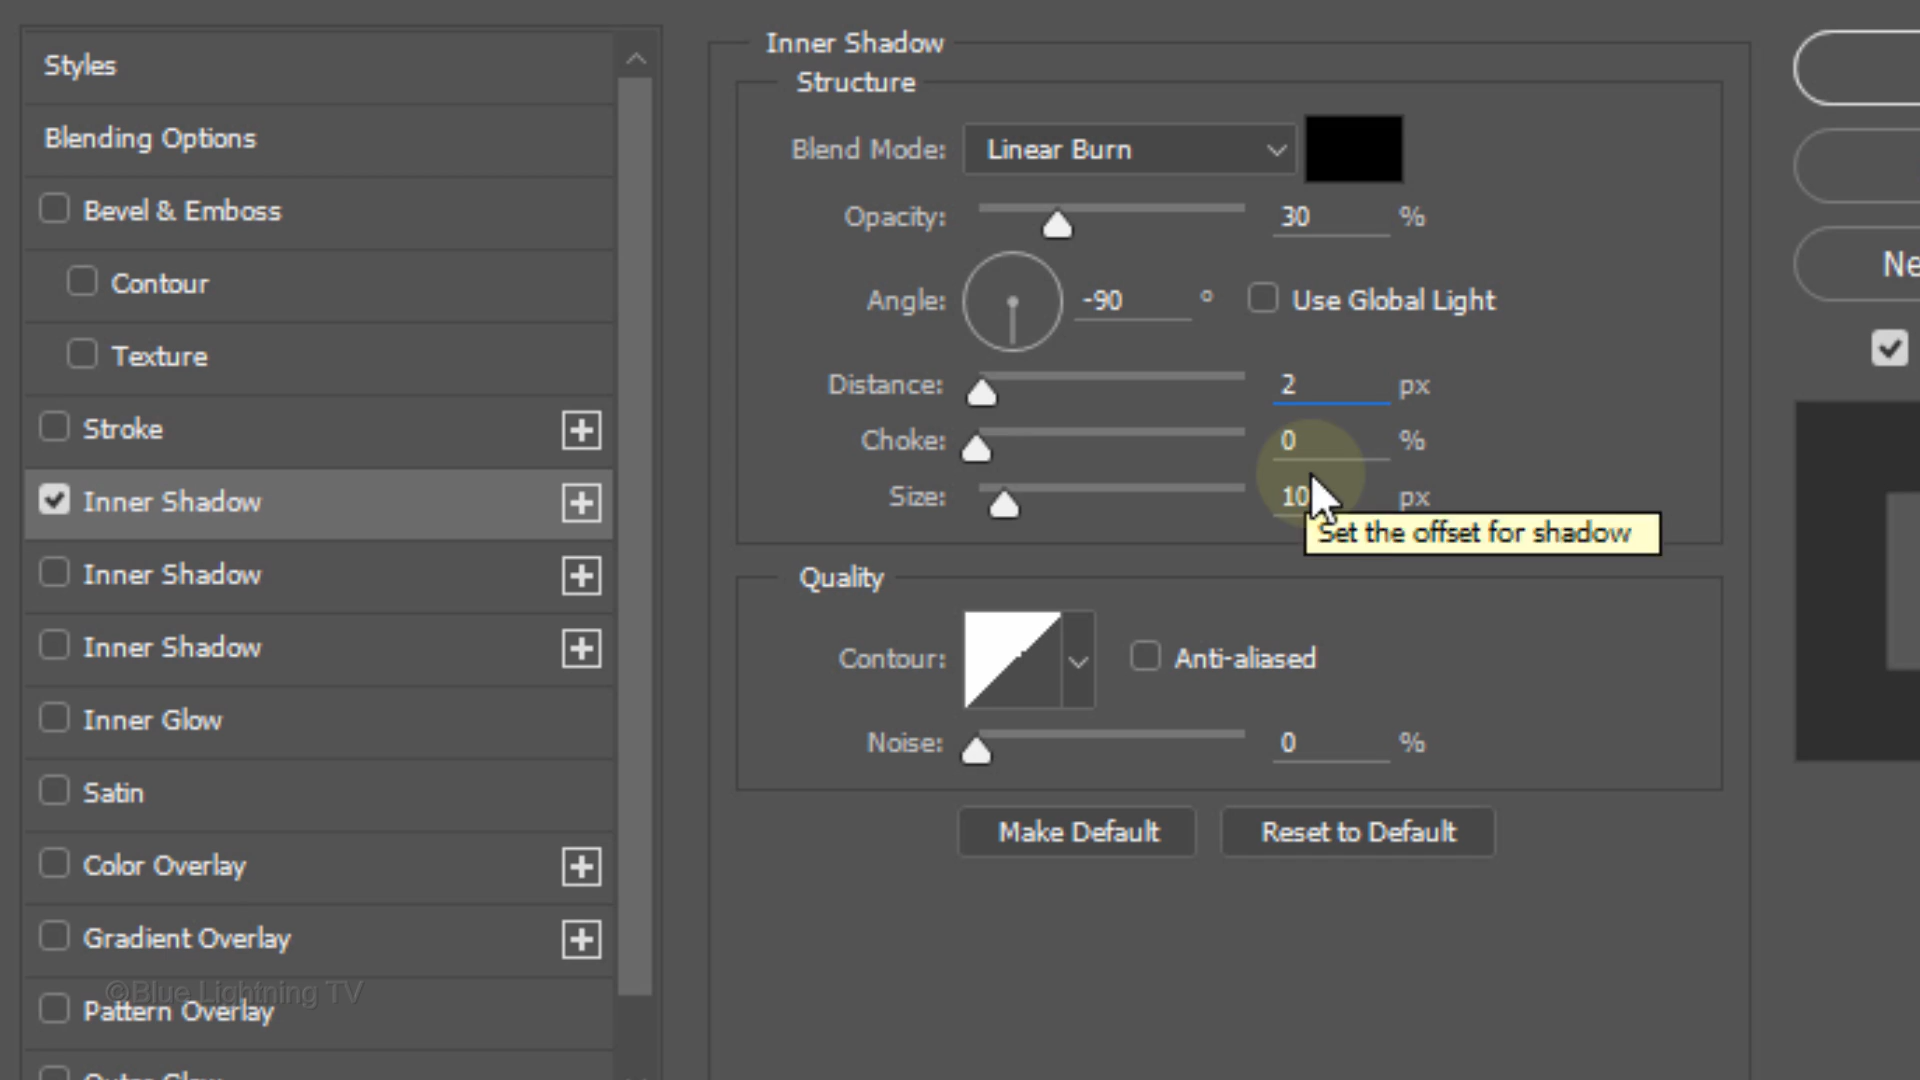 Styles
Blending Options
Bevel & Emboss
Contour
Texture
Stroke
Inner Shadow
Inner Shadow
Inner Shadow
Inner Glow
Satin
Color Overlay
Gradient Overlay
©Blue Lightning TV
Pattern Overlay
Inner Shadow
Structure
Blend Mode: Linear Burn
Opacity: 30 %
Angle: -90 ° Use Global Light
Distance: 2 px
Choke: 0 %
Size: 10 px
Set the offset for shadow
Quality
Contour: Anti-aliased
Noise: 0 %
Make Default Reset to Default